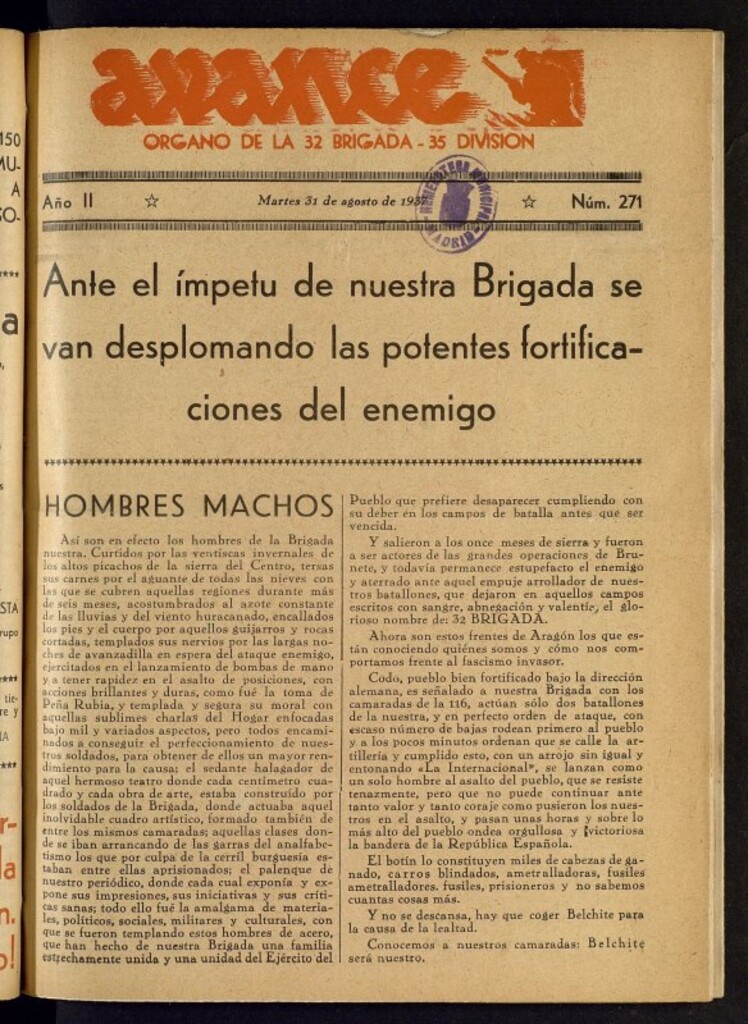 avance
ORGANO DE LA 32 BRIGADA - 35 DIVISION
Año II ☆ Martes 31 de agosto de 1937 ☆ Núm. 271
HEMEROTECA MUNICIPAL
MADRID
Ante el ímpetu de nuestra Brigada se
van desplomando las potentes fortifica-
ciones del enemigo
HOMBRES MACHOS
Así son en efecto los hombres de la Brigada
nuestra. Curtidos por las ventiscas invernales de
los altos picachos de la sierra del Centro, tersas
sus carnes por el aguante de todas las nieves con
las que se cubren aquellas regiones durante más
de seis meses, acostumbrados al azote constante
de las lluvias y del viento huracanado, encallados
los pies y el cuerpo por aquellos guijarros y rocas
cortadas, templados sus nervios por las largas no-
ches de avanzadilla en espera del ataque enemigo,
ejercitados en el lanzamiento de bombas de mano
y a tener rapidez en el asalto de posiciones, con
acciones brillantes y duras, como fué la toma de
Peña Rubia, y templada y segura su moral con
aquellas sublimes charlas del Hogar enfocadas
bajo mil y variados aspectos, pero todos encami-
nados a conseguir el perfeccionamiento de nues-
tros soldados, para obtener de ellos un mayor ren-
dimiento para la causa; el sedante halagador de
aquel hermoso teatro donde cada centímetro cua-
drado y cada obra de arte, estaba construído por
los soldados de la Brigada, donde actuaba aquel
inolvidable cuadro artístico, formado también de
entre los mismos camaradas; aquellas clases don-
de se iban arrancando de las garras del analfabe-
tismo los que por culpa de la cerril burguesía es-
taban entre ellas aprisionados; el palenque de
nuestro periódico, donde cada cual exponía y ex-
pone sus impresiones, sus iniciativas y sus críti-
cas sanas; todo ello fué la amalgama de materia-
les, políticos, sociales, militares y culturales, con
que se fueron templando estos hombres de acero,
que han hecho de nuestra Brigada una familia
estrechamente unida y una unidad del Ejército del
Pueblo que prefiere desaparecer cumpliendo con
su deber en los campos de batalla antes que ser
vencida.
Y salieron a los once meses de sierra y fueron
a ser actores de las grandes operaciones de Bru-
nete, y todavía permanece estupefacto el enemigo
y aterrado ante aquel empuje arrollador de nues-
tros batallones, que dejaron en aquellos campos
escritos con sangre, abnegación y valentíe, el glo-
rioso nombre de: 32 BRIGADA.
Ahora son estos frentes de Aragón los que es-
tán conociendo quiénes somos y cómo nos com-
portamos frente al fascismo invasor.
Codo, pueblo bien fortificado bajo la dirección
alemana, es señalado a nuestra Brigada con los
camaradas de la 116, actúan sólo dos batallones
de la nuestra, y en perfecto orden de ataque, con
escaso número de bajas rodean primero al pueblo
y a los pocos minutos ordenan que se calle la ar-
tillería y cumplido esto, con un arrojo sin igual y
entonando «La Internacional», se lanzan como
un solo hombre al asalto del pueblo, que se resiste
tenazmente, pero que no puede continuar ante
tanto valor y tanto coraje como pusieron los nues-
tros en el asalto, y pasan unas horas y sobre lo
más alto del pueblo ondea orgullosa y victoriosa
la bandera de la República Española.
El botín lo constituyen miles de cabezas de ga-
nado, carros blindados, ametralladoras, fusiles
ametralladores. fusiles, prisioneros y no sabemos
cuantas cosas más.
Y no se descansa, hay que coger Belchite para
la causa de la lealtad.
Conocemos a nuestros camaradas: Belchite
será nuestro.